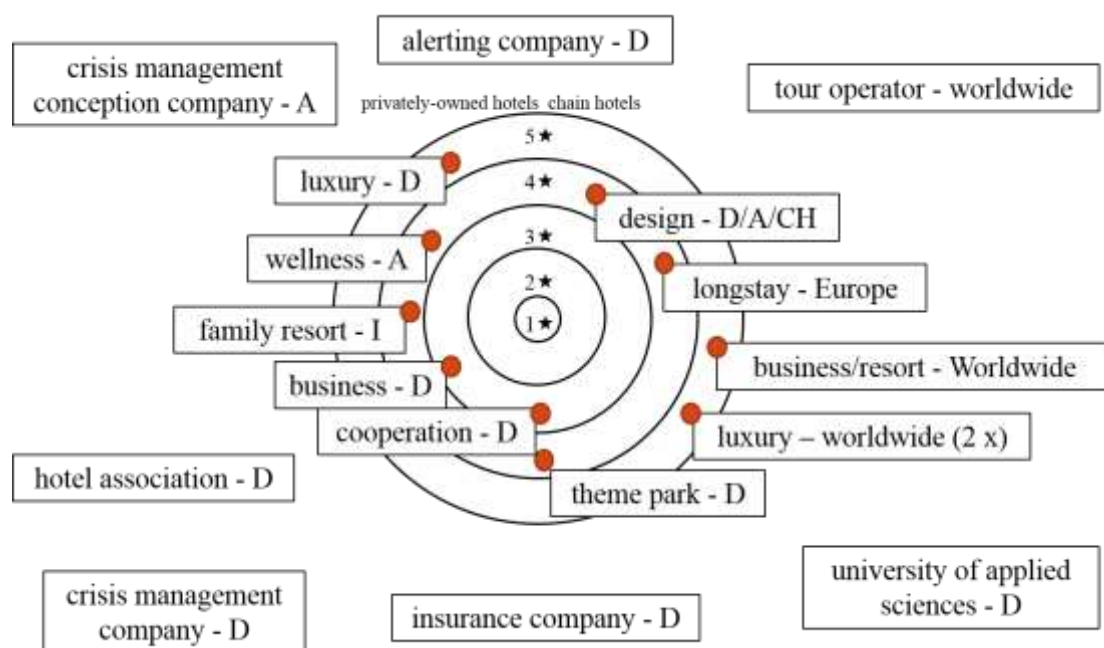 alerting company - D
crisis management
conception company - A
tour operator - worldwide
privately-owned hotels chain hotels
5★
luxury - D
4★
design - D/A/CH
3★
wellness - A
2★
longstay - Europe
1★
family resort - I
business/resort - Worldwide
business - D
cooperation - D
luxury – worldwide (2 x)
hotel association - D
theme park - D
university of applied
sciences - D
crisis management
company - D
insurance company - D